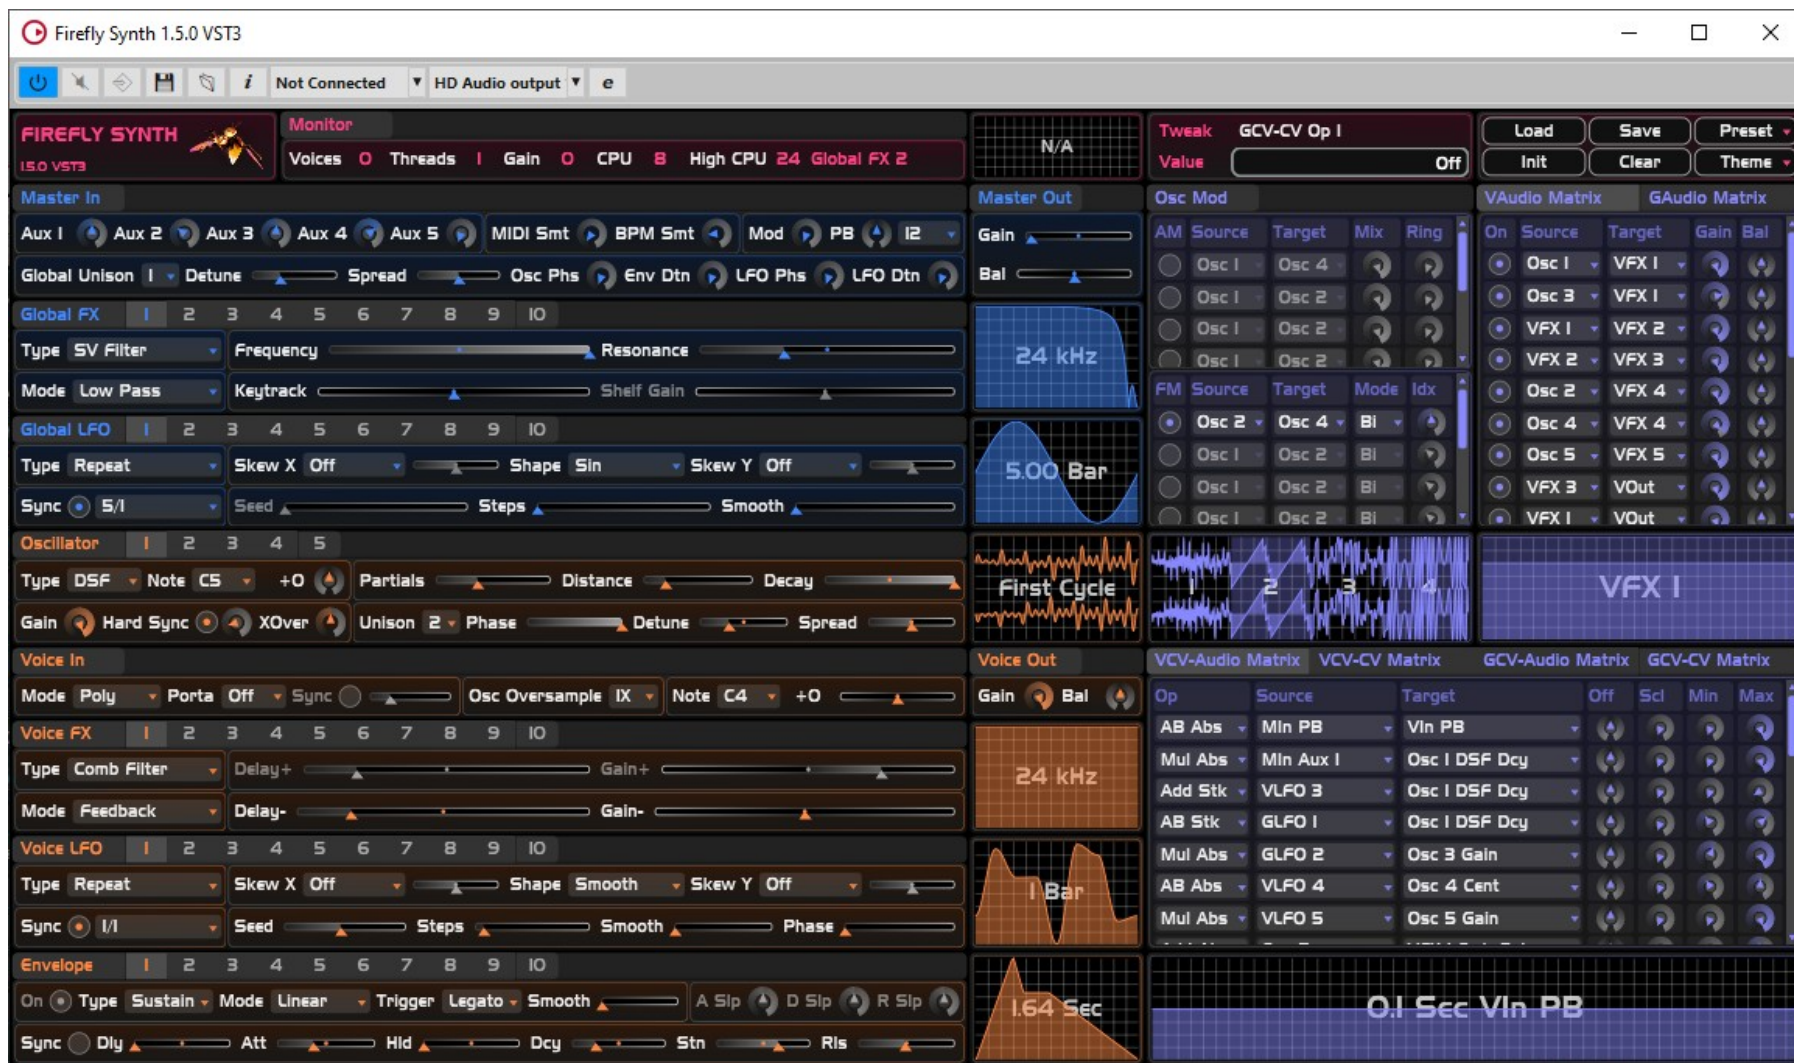 Firefly Synth 1.5.0 VST3
i Not Connected HD Audio output e
FIREFLY SYNTH
1.5.0 VST3
Monitor
Voices 0 Threads 1 Gain 0 CPU 8 High CPU 24 Global FX 2
N/A
Tweak GCV-CV Op 1
Value Off
Load Save Preset
Init Clear Theme
Master In
Aux 1 Aux 2 Aux 3 Aux 4 Aux 5 MIDI Smt BPM Smt Mod PB 12
Global Unison 1 Detune Spread Osc Phs Env Dtn LFO Phs LFO Dtn
Master Out
Gain
Bal
Osc Mod
AM Source Target Mix Ring
Osc 1 Osc 4
Osc 1 Osc 2
Osc 1 Osc 2
Osc 1 Osc 2
FM Source Target Mode Idx
Osc 2 Osc 4 Bi
Osc 1 Osc 2 Bi
Osc 1 Osc 2 Bi
Osc 1 Osc 2 Bi
VAudio Matrix GAudio Matrix
On Source Target Gain Bal
Osc 1 VFX 1
Osc 3 VFX 1
VFX 1 VFX 2
VFX 2 VFX 3
Osc 2 VFX 4
Osc 4 VFX 4
Osc 5 VFX 5
VFX 3 VOut
VFX 1 VOut
Global FX 1 2 3 4 5 6 7 8 9 10
Type SV Filter Frequency Resonance
Mode Low Pass Keytrack Shelf Gain
24 kHz
Global LFO 1 2 3 4 5 6 7 8 9 10
Type Repeat Skew X Off Shape Sin Skew Y Off
Sync 5/1 Seed Steps Smooth
5.00 Bar
Oscillator 1 2 3 4 5
Type DSF Note C5 +0 Partials Distance Decay
Gain Hard Sync XOver Unison 2 Phase Detune Spread
First Cycle
1 2 3 4
VFX 1
Voice In
Mode Poly Porta Off Sync Osc Oversample 1X Note C4 +0
Voice Out
Gain Bal
VCV-Audio Matrix VCV-CV Matrix GCV-Audio Matrix GCV-CV Matrix
Op Source Target Off Scl Min Max
AB Abs MIn PB VIn PB
Mul Abs MIn Aux 1 Osc 1 DSF Dcy
Add Stk VLFO 3 Osc 1 DSF Dcy
AB Stk GLFO 1 Osc 1 DSF Dcy
Mul Abs GLFO 2 Osc 3 Gain
AB Abs VLFO 4 Osc 4 Cent
Mul Abs VLFO 5 Osc 5 Gain
Voice FX 1 2 3 4 5 6 7 8 9 10
Type Comb Filter Delay+ Gain+
Mode Feedback Delay- Gain-
24 kHz
Voice LFO 1 2 3 4 5 6 7 8 9 10
Type Repeat Skew X Off Shape Smooth Skew Y Off
Sync 1/1 Seed Steps Smooth Phase
1 Bar
Envelope 1 2 3 4 5 6 7 8 9 10
On Type Sustain Mode Linear Trigger Legato Smooth A Slp D Slp R Slp
Sync Dly Att Hld Dcy Stn Rls
1.64 Sec
0.1 Sec VIn PB